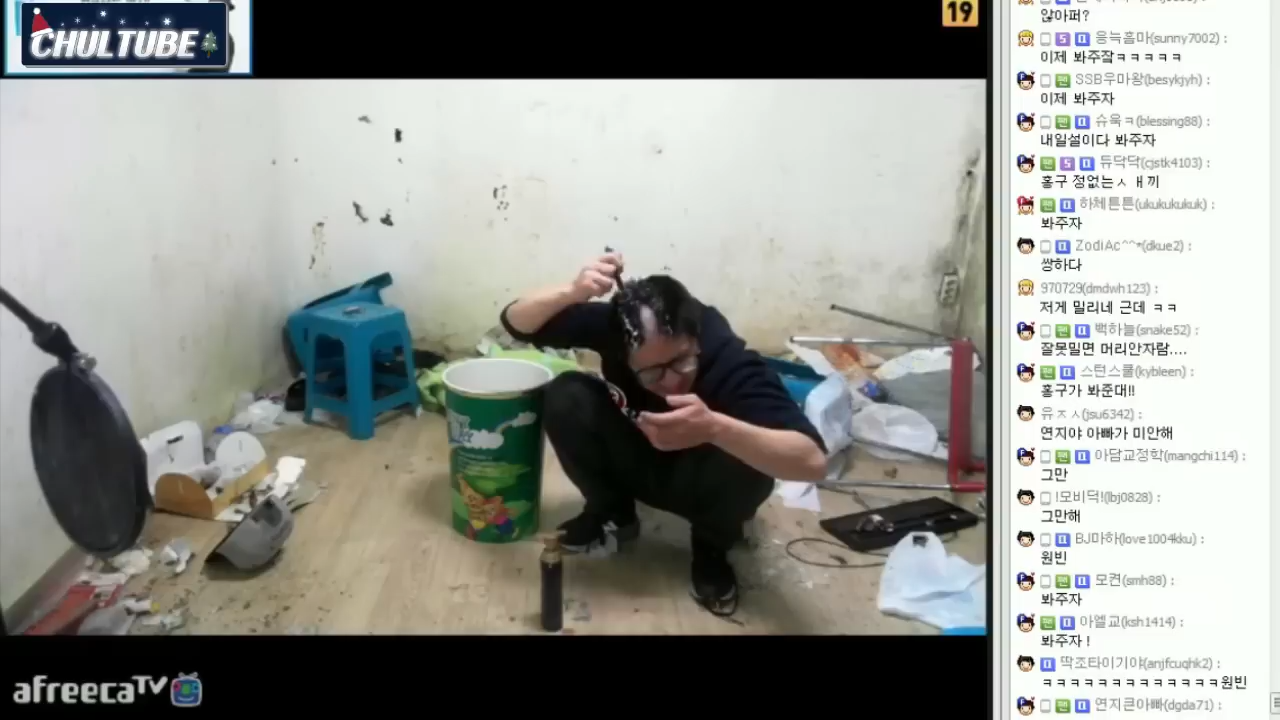 CHULTUBE
19
afreecaTV
않아퍼?
웅녁홈마(sunny7002) :
이제 봐주잨ㅋㅋㅋㅋㅋ
SSB우마왕(besykjyh) :
이제 봐주자
슈욱ㅋ(blessing88) :
내일설이다 봐주자
듀닥닥(cjstk4103) :
홍구 정없는ㅅ ㅐ끼
하체튼튼(ukukukukuk) :
봐주자
ZodiAc^^*(dkue2) :
쌍하다
970729(dmdwh123) :
저게 밀리네 근데 ㅋㅋ
백하늘(snake52) :
잘못밀면 머리안자람....
스턴스쿨(kybleen) :
홍구가 봐준대!!
유ㅈㅅ(jsu6342) :
연지야 아빠가 미안해
아담교정학(mangchi114) :
그만
!모비덕!(lbj0828) :
그만해
BJ마하(love1004kku) :
원빈
모켠(smh88) :
봐주자
아엘교(ksh1414) :
봐주자 !
딱조타이기야(anjfcuqhk2) :
ㅋㅋㅋㅋㅋㅋㅋㅋㅋㅋㅋㅋㅋ원빈
연지큰아빠(dgda71) :